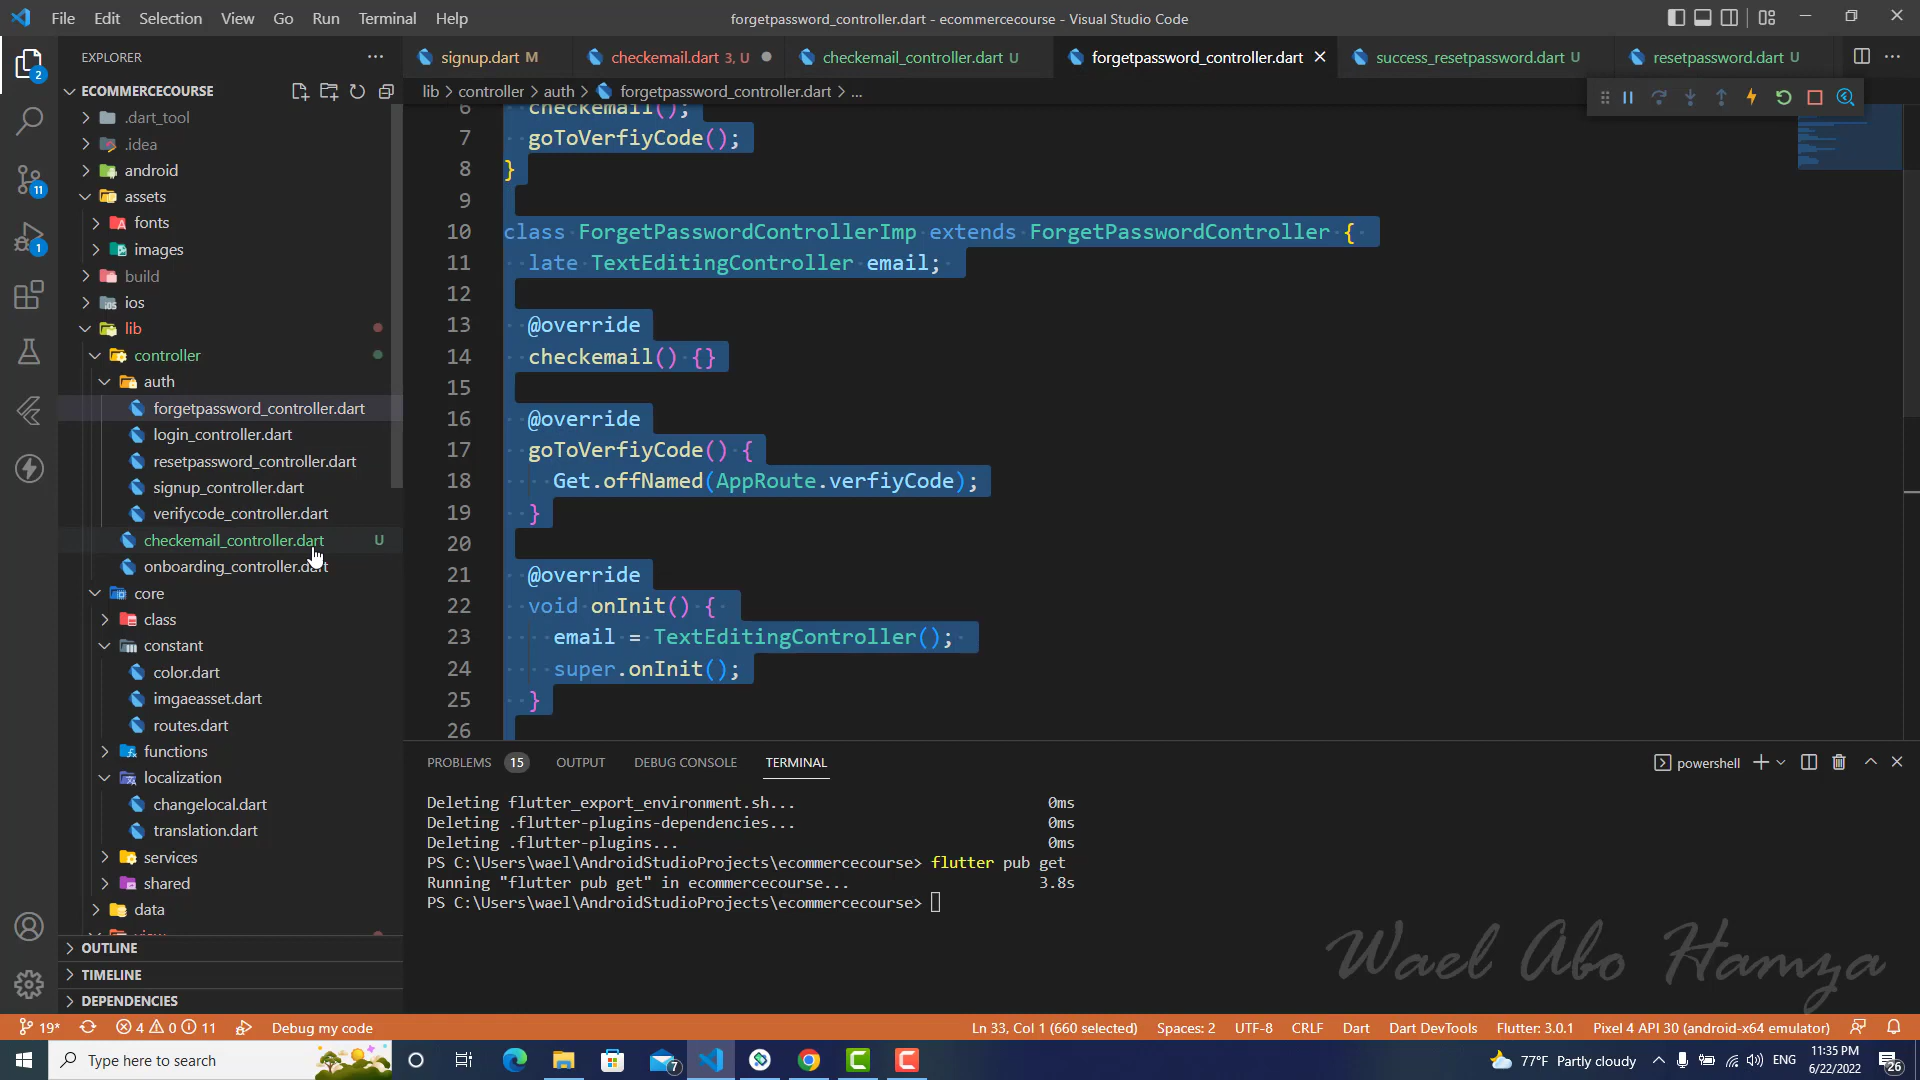 File Edit Selection View Go Run Terminal Help
forgetpassword_controller.dart - ecommercecourse - Visual Studio Code
EXPLORER
signup.dart M
checkemail.dart 3, U
checkemail_controller.dart U
forgetpassword_controller.dart
success_resetpassword.dart U
resetpassword.dart U
lib > controller > auth > forgetpassword_controller.dart > ...
2
11
1
ECOMMERCECOURSE
.dart_tool
.idea
android
assets
fonts
images
build
ios
lib
controller
auth
forgetpassword_controller.dart
login_controller.dart
resetpassword_controller.dart
signup_controller.dart
verifycode_controller.dart
checkemail_controller.dart U
onboarding_controller.dart
core
class
constant
color.dart
imgaeasset.dart
routes.dart
functions
localization
changelocal.dart
translation.dart
services
shared
data
view
OUTLINE
TIMELINE
DEPENDENCIES
6 checkemail();
7 goToVerfiyCode();
8 }
9
10 class ForgetPasswordControllerImp extends ForgetPasswordController {
11 late TextEditingController email;
12
13 @override
14 checkemail() {}
15
16 @override
17 goToVerfiyCode() {
18 Get.offNamed(AppRoute.verfiyCode);
19 }
20
21 @override
22 void onInit() {
23 email = TextEditingController();
24 super.onInit();
25 }
26
PROBLEMS 15 OUTPUT DEBUG CONSOLE TERMINAL
powershell
Deleting flutter_export_environment.sh... 0ms
Deleting .flutter-plugins-dependencies... 0ms
Deleting .flutter-plugins... 0ms
PS C:\Users\wael\AndroidStudioProjects\ecommercecourse> flutter pub get
Running "flutter pub get" in ecommercecourse... 3.8s
PS C:\Users\wael\AndroidStudioProjects\ecommercecourse>
Wael Abo Hamza
19* 4 0 11 Debug my code
Ln 33, Col 1 (660 selected) Spaces: 2 UTF-8 CRLF Dart Dart DevTools Flutter: 3.0.1 Pixel 4 API 30 (android-x64 emulator)
Type here to search
7
77°F Partly cloudy
ENG
11:35 PM
6/22/2022
26